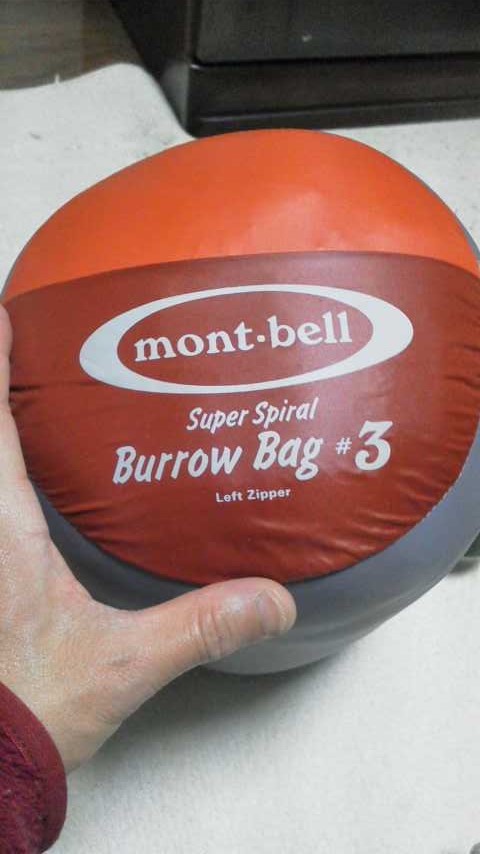 mont·bell
Super Spiral
Burrow Bag #3
Left Zipper